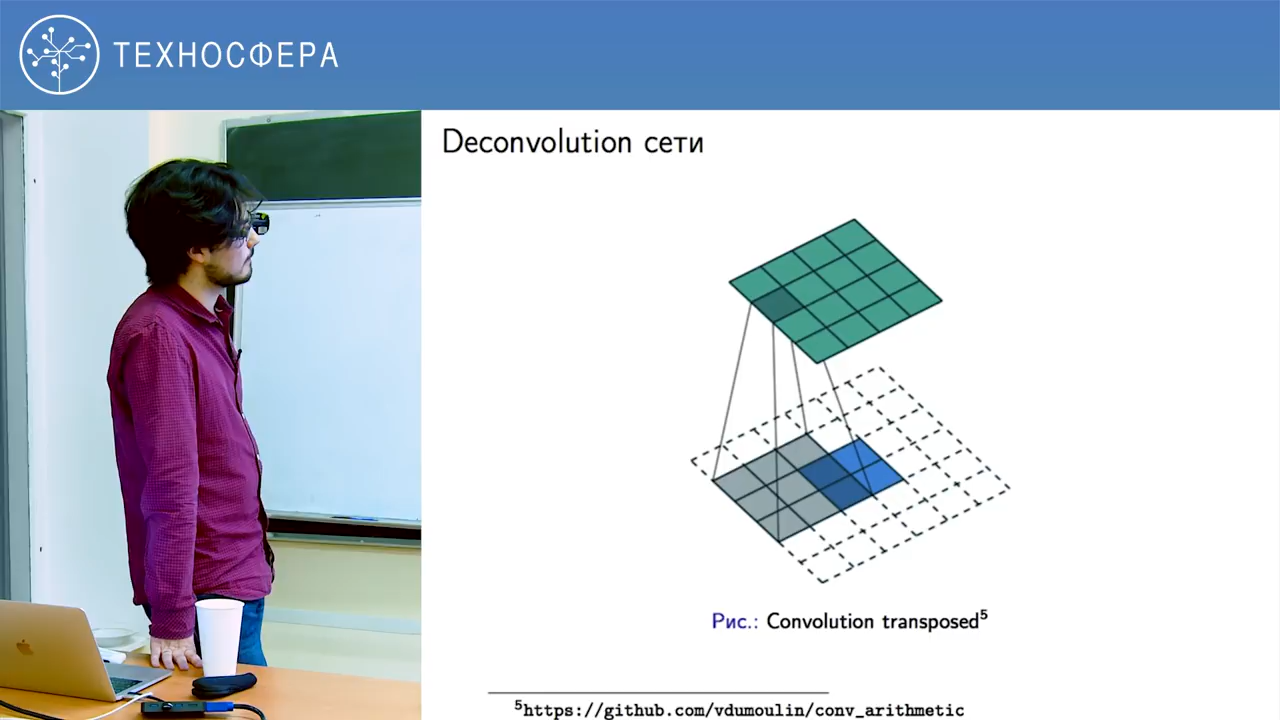 ТЕХНОСФЕРА
Deconvolution сети
Рис.: Convolution transposed⁵
⁵https://github.com/vdumoulin/conv_arithmetic